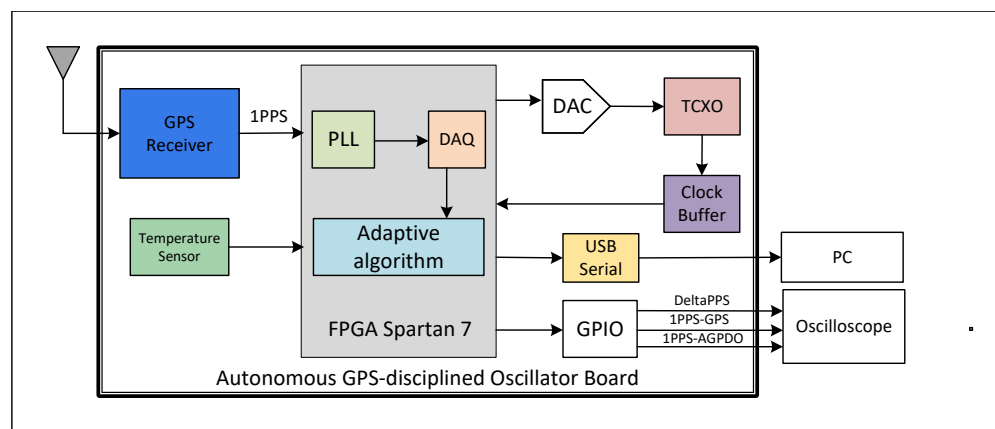 GPS
Receiver
1PPS
PLL
DAQ
DAC
TCXO
Clock
Buffer
Temperature
Sensor
Adaptive
algorithm
USB
Serial
PC
FPGA Spartan 7
GPIO
DeltaPPS
1PPS-GPS
1PPS-AGPDO
Oscilloscope
Autonomous GPS-disciplined Oscillator Board